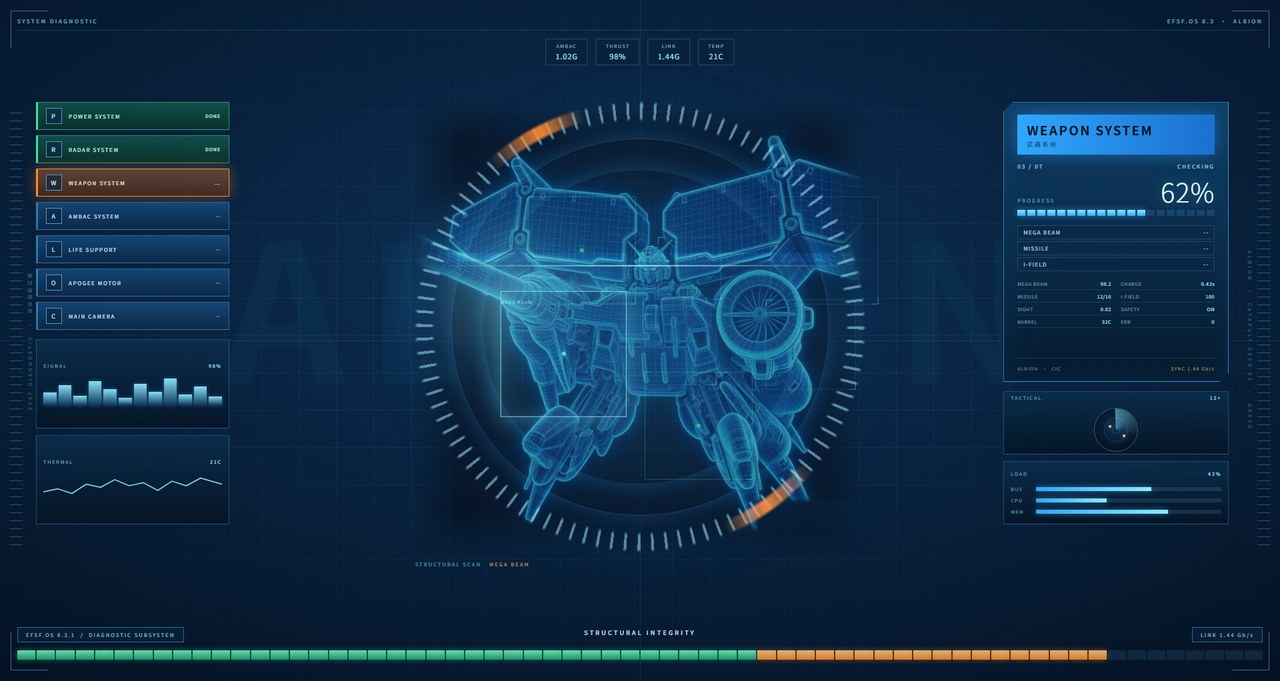 SYSTEM DIAGNOSTIC
EFSF.OS 8.3 • ALBION
AMBAC
1.02G
THRUST
98%
LINK
1.44G
TEMP
21C
P POWER SYSTEM DONE
R RADAR SYSTEM DONE
W WEAPON SYSTEM --
A AMBAC SYSTEM --
L LIFE SUPPORT --
O APOGEE MOTOR --
C MAIN CAMERA --
SIGNAL 98%
THERMAL 21C
MEGA BEAM
STRUCTURAL SCAN MEGA BEAM
WEAPON SYSTEM
武器系统
03 / 07 CHECKING
PROGRESS 62%
MEGA BEAM --
MISSILE --
I-FIELD --
MEGA BEAM 98.2 CHARGE 0.42s
MISSILE 12/16 I-FIELD 100
SIGHT 0.02 SAFETY ON
BARREL 32C ERR 0
ALBION • CIC SYNC 1.44 Gb/s
TACTICAL 12+
LOAD 42%
BUS
CPU
MEM
EFSF.OS 8.3.1 / DIAGNOSTIC SUBSYSTEM
STRUCTURAL INTEGRITY
LINK 1.44 Gb/s